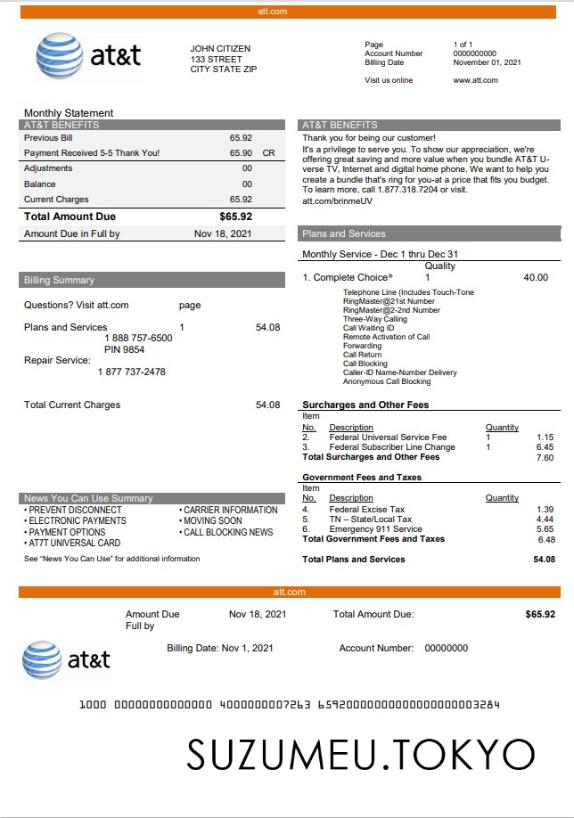 att.com
at&t
JOHN CITIZEN
133 STREET
CITY STATE ZIP
Page 1 of 1
Account Number 0000000000
Billing Date November 01, 2021
Visit us online www.att.com
Monthly Statement
AT&T BENEFITS
Previous Bill 65.92
Payment Received 5-5 Thank You! 65.90 CR
Adjustments 00
Balance 00
Current Charges 65.92
Total Amount Due $65.92
Amount Due in Full by Nov 18, 2021
Billing Summary
Questions? Visit att.com page
Plans and Services 1 54.08
1 888 757-6500
PIN 9854
Repair Service:
1 877 737-2478
Total Current Charges 54.08
News You Can Use Summary
• PREVENT DISCONNECT • CARRIER INFORMATION
• ELECTRONIC PAYMENTS • MOVING SOON
• PAYMENT OPTIONS • CALL BLOCKING NEWS
• AT7T UNIVERSAL CARD
See "News You Can Use" for additional information
AT&T BENEFITS
Thank you for being our customer!
It's a privilege to serve you. To show our appreciation, we're
offering great saving and more value when you bundle AT&T U-
verse TV, Internet and digital home phone. We want to help you
create a bundle that's ring for you-at a price that fits you budget.
To learn more, call 1.877.318.7204 or visit.
att.com/brinmeUV
Plans and Services
Monthly Service - Dec 1 thru Dec 31
Quality
1. Complete Choice® 1 40.00
Telephone Line (Includes Touch-Tone
RingMaster@21st Number
RingMaster@2-2nd Number
Three-Way Calling
Call Waiting ID
Remote Activation of Call
Forwarding
Call Return
Call Blocking
Caller-ID Name-Number Delivery
Anonymous Call Blocking
Surcharges and Other Fees
Item
No. Description Quantity
2. Federal Universal Service Fee 1 1.15
3. Federal Subscriber Line Change 1 6.45
Total Surcharges and Other Fees 7.60
Government Fees and Taxes
Item
No. Description Quantity
4. Federal Excise Tax 1.39
5. TN – State/Local Tax 4.44
6. Emergency 911 Service 5.65
Total Government Fees and Taxes 6.48
Total Plans and Services 54.08
att.com
Amount Due Nov 18, 2021 Total Amount Due: $65.92
Full by
Billing Date: Nov 1, 2021 Account Number: 00000000
at&t
SUZUMEU.TOKYO